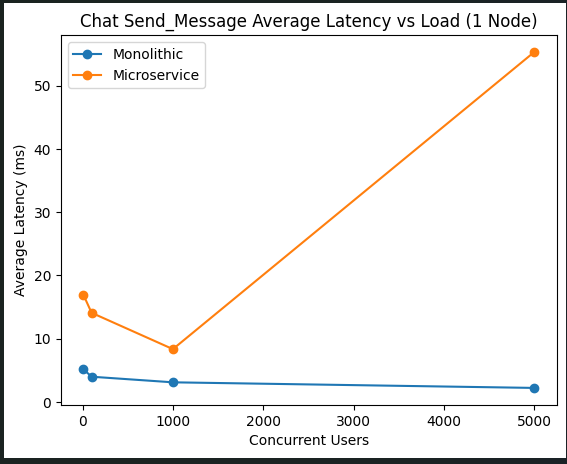 Chat Send_Message Average Latency vs Load (1 Node)
Monolithic
Microservice
Average Latency (ms)
50
40
30
20
10
0
0 1000 2000 3000 4000 5000
Concurrent Users